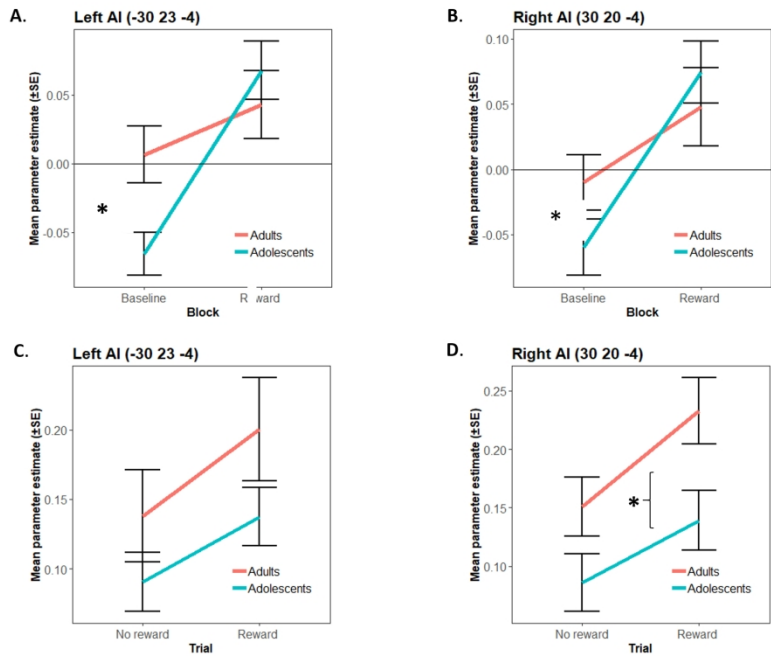 A.
Left AI (-30 23 -4)
Mean parameter estimate (±SE)
0.05
0.00
-0.05
*
Adults
Adolescents
Baseline
Block
B.
Right AI (30 20 -4)
Mean parameter estimate (±SE)
0.10
0.05
0.00
-0.05
*
Adults
Adolescents
Baseline
Reward
Block
C.
Left AI (-30 23 -4)
Mean parameter estimate (±SE)
0.20
0.15
0.10
Adults
Adolescents
No reward
Reward
Trial
D.
Right AI (30 20 -4)
Mean parameter estimate (±SE)
0.25
0.20
0.15
0.10
*
Adults
Adolescents
No reward
Reward
Trial